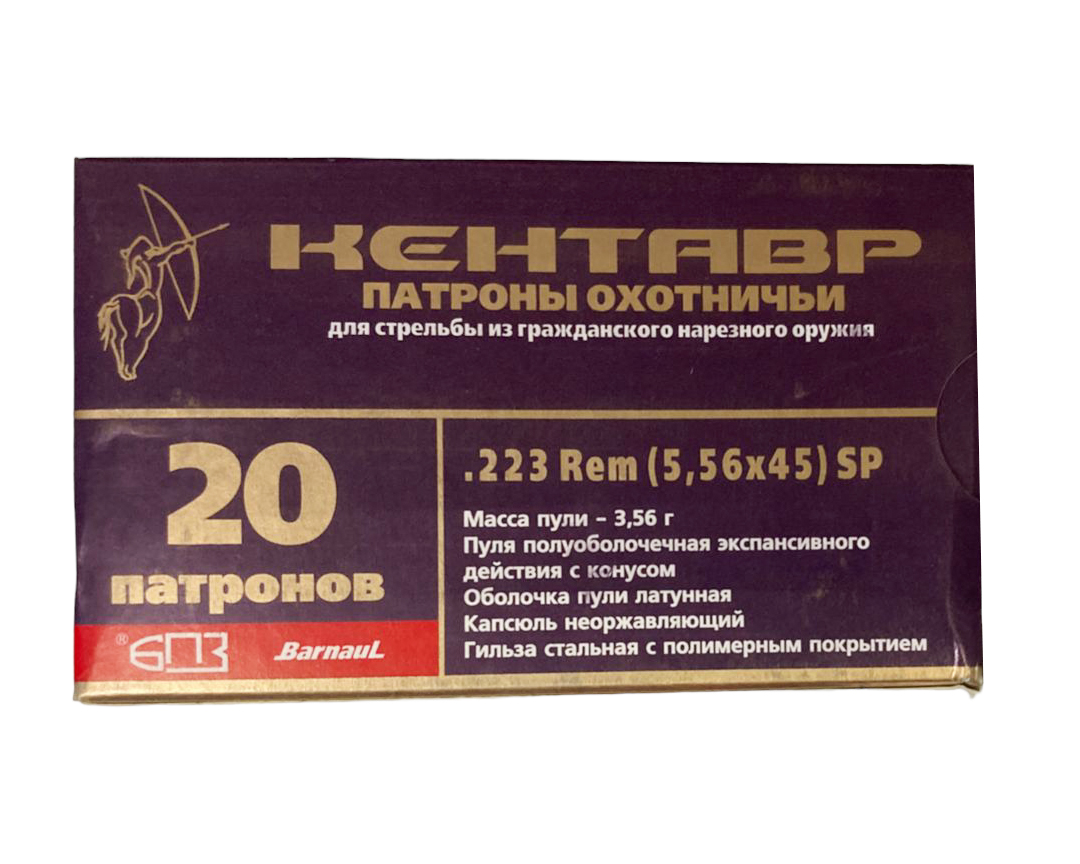 КЕНТАВР
ПАТРОНЫ ОХОТНИЧЬИ
для стрельбы из гражданского нарезного оружия
20
патронов
® БПЗ
BarnauL
.223 Rem (5,56x45) SP
Масса пули – 3,56 г
Пуля полуоболочечная экспансивного
действия с конусом
Оболочка пули латунная
Капсюль неоржавляющий
Гильза стальная с полимерным покрытием